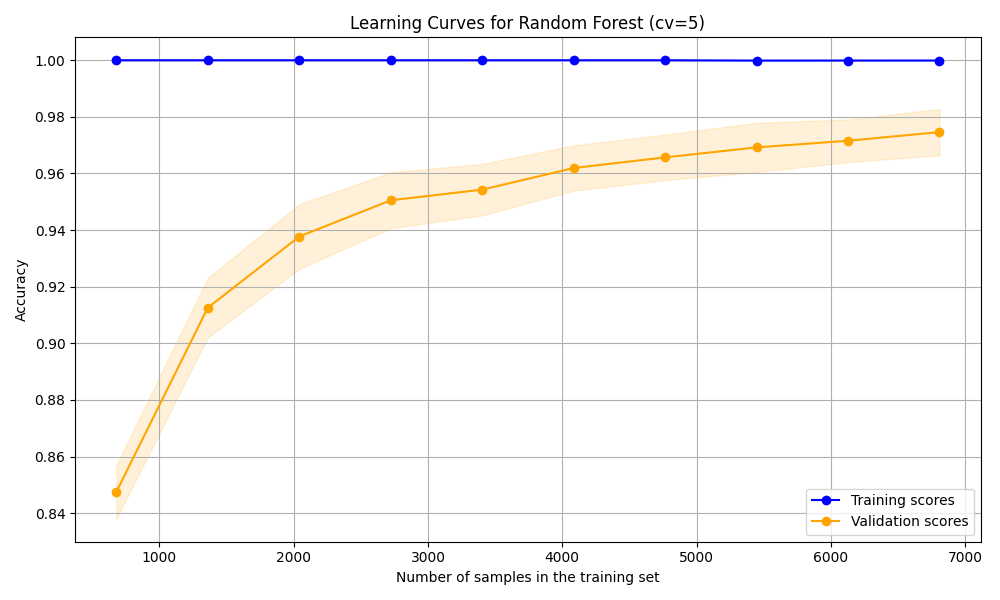 Learning Curves for Random Forest (cv=5)
1.00
0.98
0.96
0.94
0.92
0.90
0.88
0.86
0.84
Accuracy
1000 2000 3000 4000 5000 6000 7000
Number of samples in the training set
Training scores
Validation scores